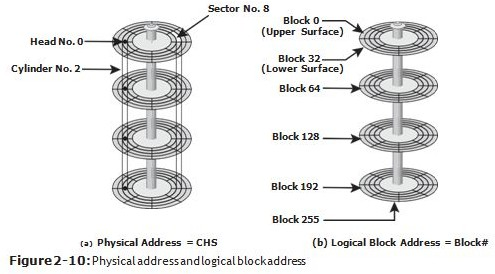 Sector No. 8
Head No. 0
Cylinder No. 2
Block 0
(Upper Surface)
Block 32
(Lower Surface)
Block 64
Block 128
Block 192
Block 255
(a) Physical Address = CHS
(b) Logical Block Address = Block#
Figure 2-10: Physical address and logical block address